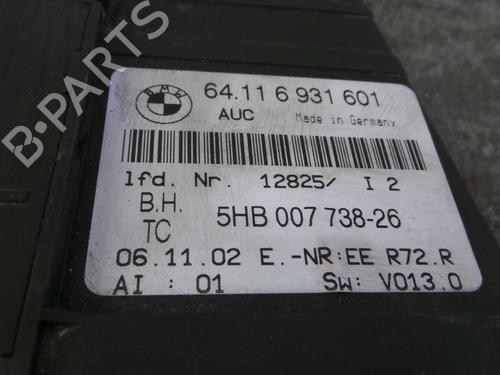 BMW
64.11 6 931 601
AUC Made in Germany
lfd. Nr. 12825/ I 2
B.H.
TC 5HB 007 738-26
06.11.02 E.-NR:EE R72.R
AI : 01 Sw: V013.0